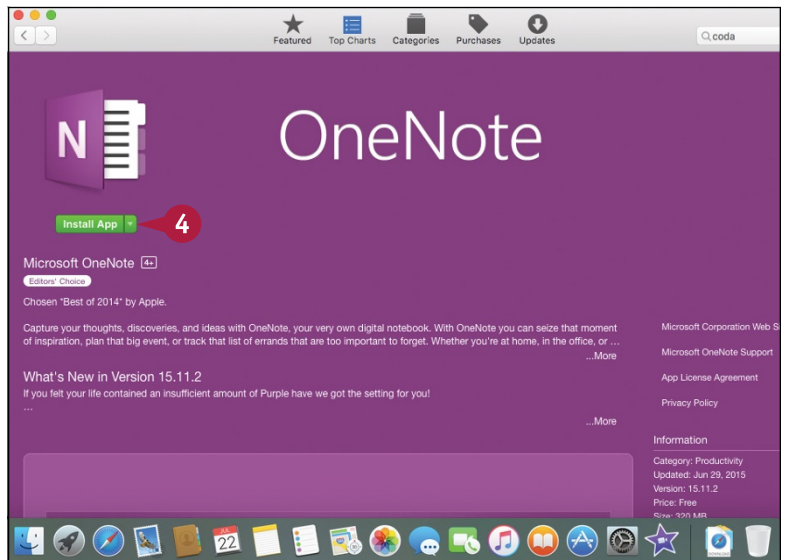 Featured Top Charts Categories Purchases Updates
coda
N
OneNote
Install App
4
Microsoft OneNote 4+
Editors' Choice
Chosen "Best of 2014" by Apple.
Capture your thoughts, discoveries, and ideas with OneNote, your very own digital notebook. With OneNote you can seize that moment
of inspiration, plan that big event, or track that list of errands that are too important to forget. Whether you're at home, in the office, or ...
...More
What's New in Version 15.11.2
If you felt your life contained an insufficient amount of Purple have we got the setting for you!
...
...More
Microsoft Corporation Web S
Microsoft OneNote Support
App License Agreement
Privacy Policy
Information
Category: Productivity
Updated: Jun 29, 2015
Version: 15.11.2
Price: Free
Size: 320 MB
JUL
22